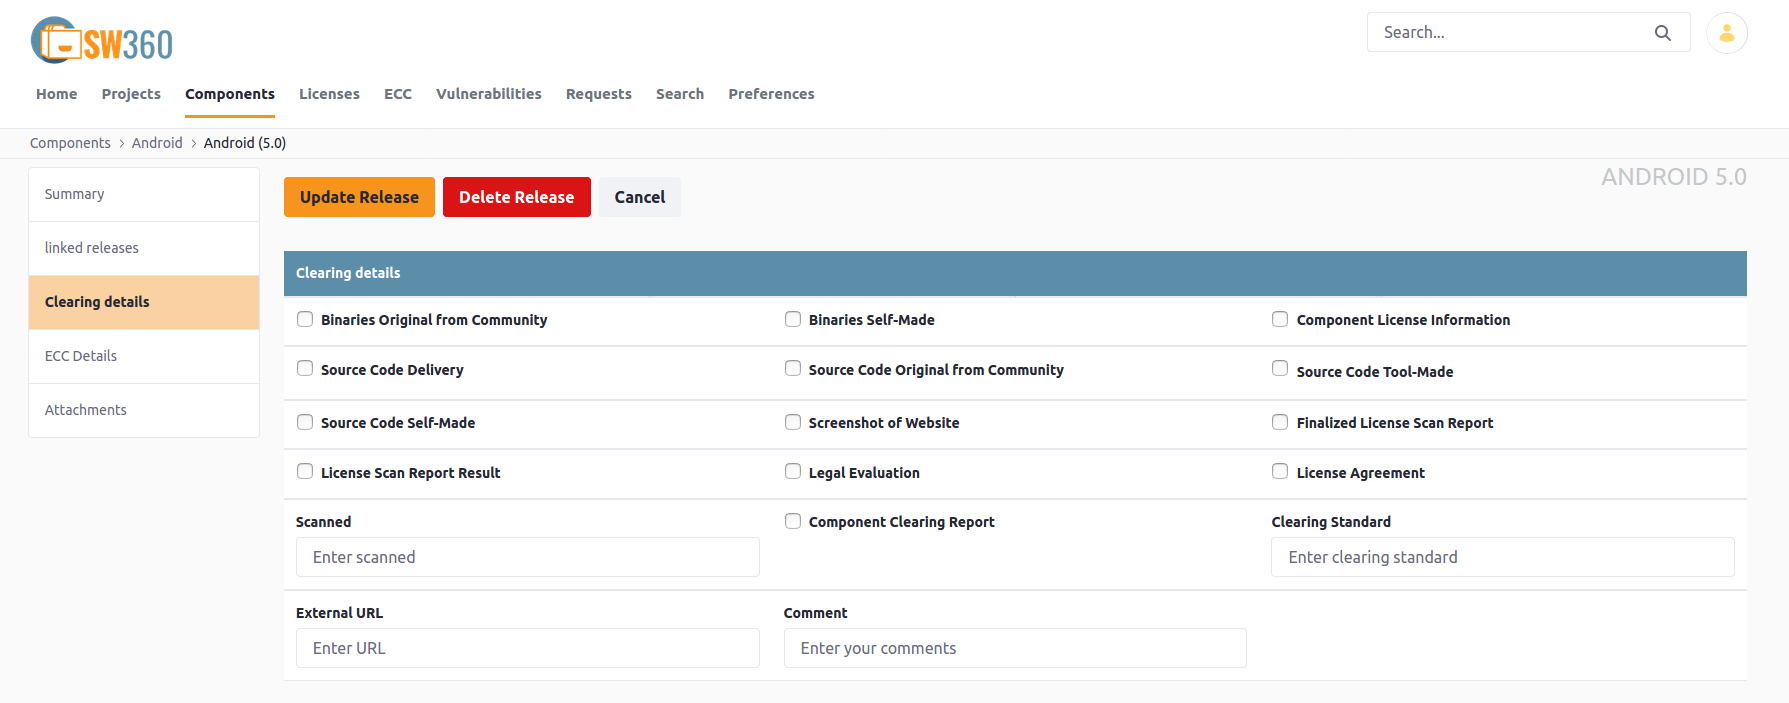 SW360
Search...
Home Projects Components Licenses ECC Vulnerabilities Requests Search Preferences
Components > Android > Android (5.0)
ANDROID 5.0
Summary
linked releases
Clearing details
ECC Details
Attachments
Update Release Delete Release Cancel
Clearing details
Binaries Original from Community Binaries Self-Made Component License Information
Source Code Delivery Source Code Original from Community Source Code Tool-Made
Source Code Self-Made Screenshot of Website Finalized License Scan Report
License Scan Report Result Legal Evaluation License Agreement
Scanned Component Clearing Report Clearing Standard
Enter scanned Enter clearing standard
External URL Comment
Enter URL Enter your comments